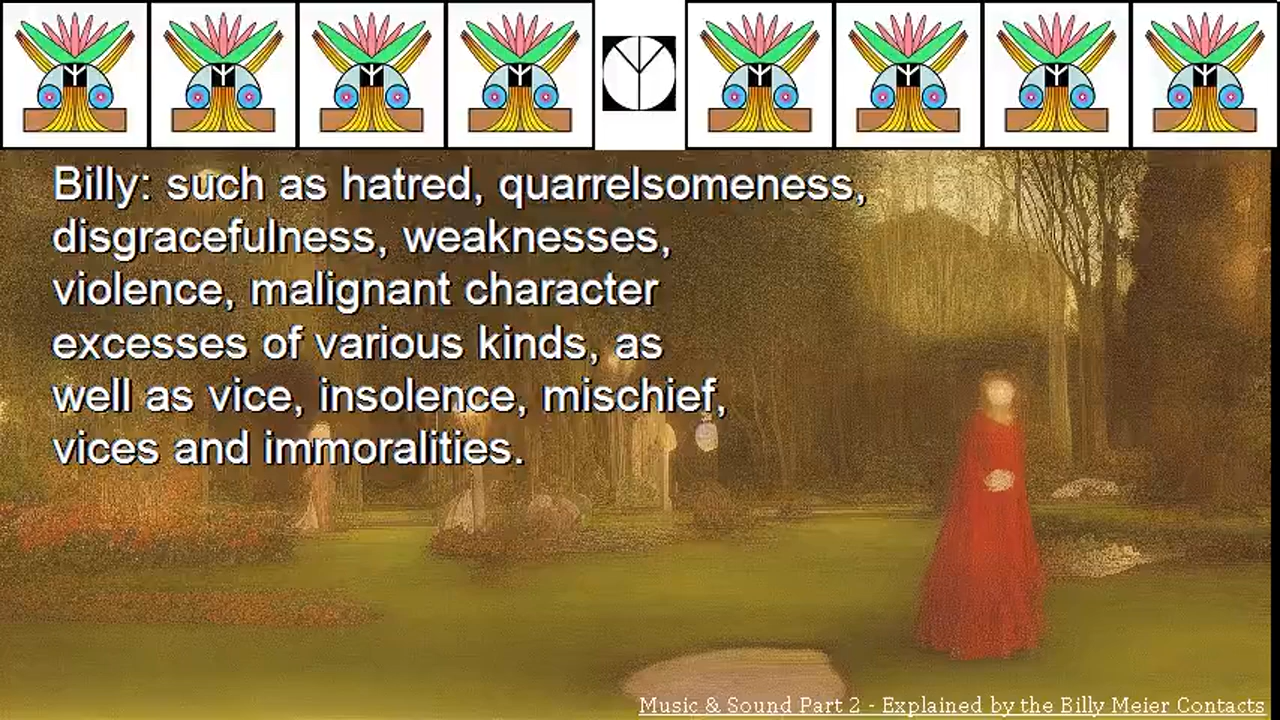 Billy: such as hatred, quarrelsomeness,
disgracefulness, weaknesses,
violence, malignant character
excesses of various kinds, as
well as vice, insolence, mischief,
vices and immoralities.
Music & Sound Part 2 - Explained by the Billy Meier Contacts